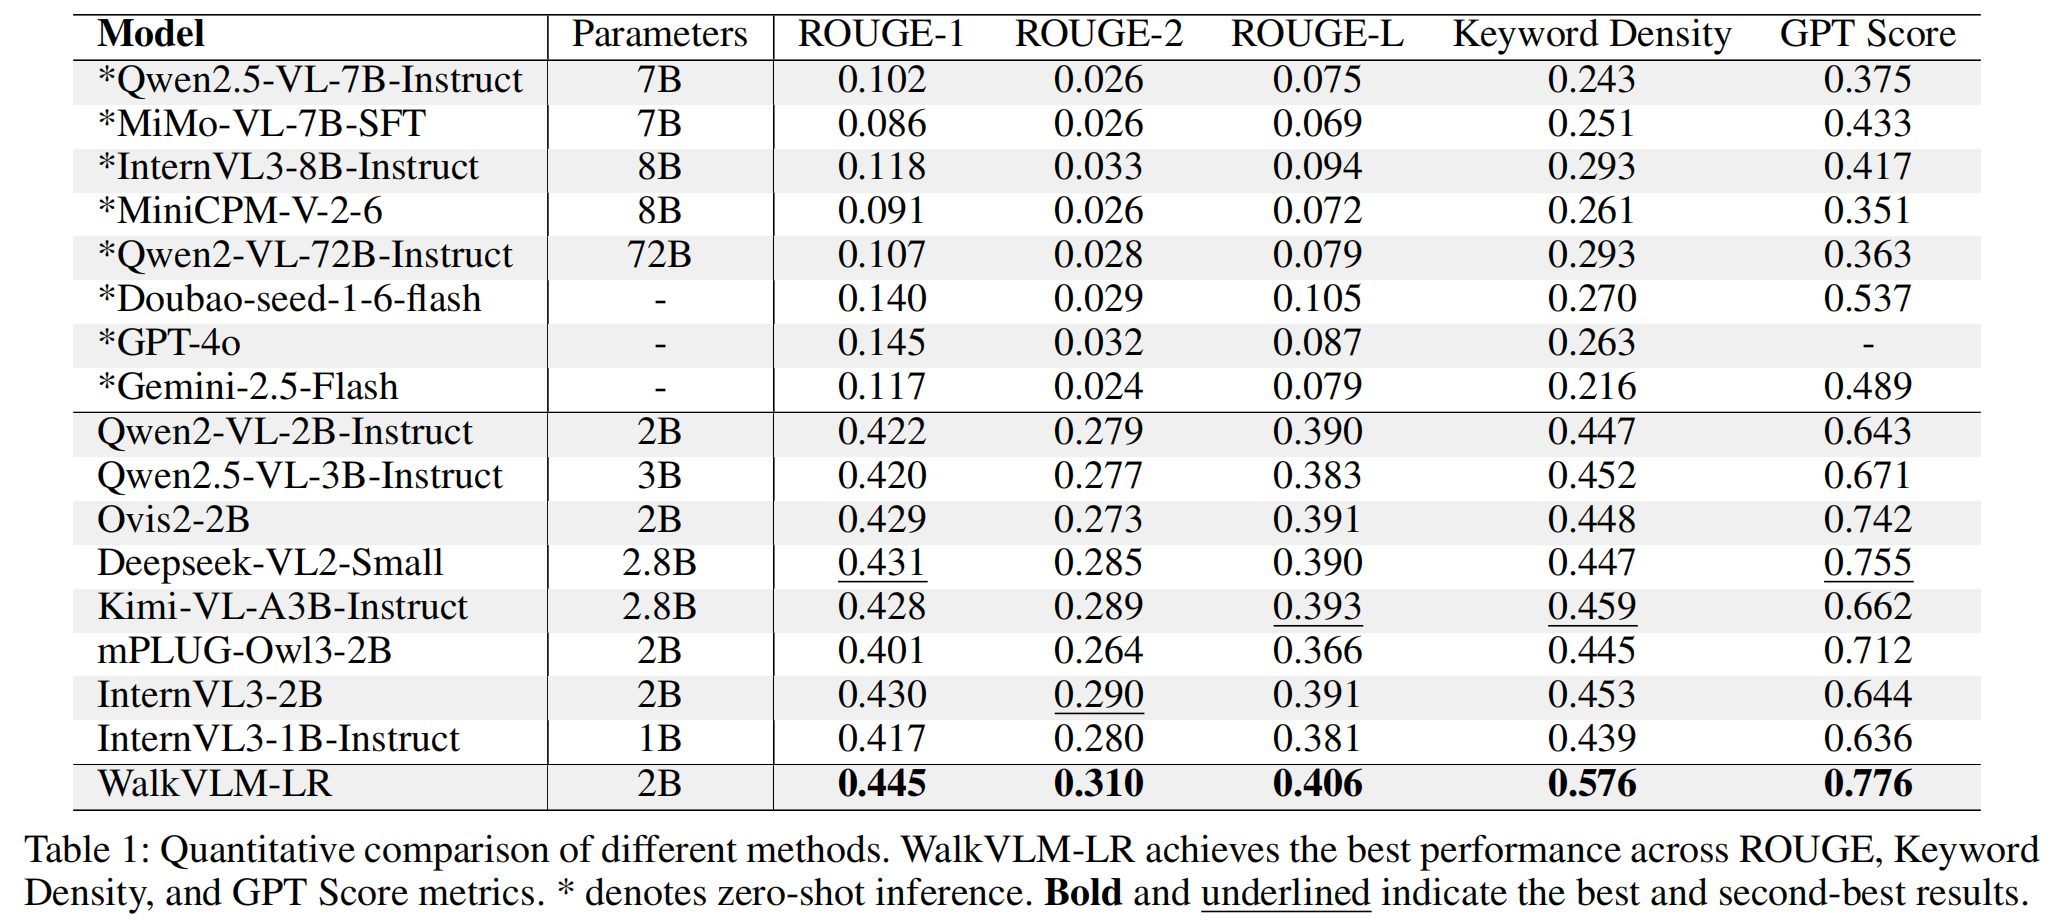 Model Parameters ROUGE-1 ROUGE-2 ROUGE-L Keyword Density GPT Score
*Qwen2.5-VL-7B-Instruct 7B 0.102 0.026 0.075 0.243 0.375
*MiMo-VL-7B-SFT 7B 0.086 0.026 0.069 0.251 0.433
*InternVL3-8B-Instruct 8B 0.118 0.033 0.094 0.293 0.417
*MiniCPM-V-2-6 8B 0.091 0.026 0.072 0.261 0.351
*Qwen2-VL-72B-Instruct 72B 0.107 0.028 0.079 0.293 0.363
*Doubao-seed-1-6-flash - 0.140 0.029 0.105 0.270 0.537
*GPT-4o - 0.145 0.032 0.087 0.263 -
*Gemini-2.5-Flash - 0.117 0.024 0.079 0.216 0.489
Qwen2-VL-2B-Instruct 2B 0.422 0.279 0.390 0.447 0.643
Qwen2.5-VL-3B-Instruct 3B 0.420 0.277 0.383 0.452 0.671
Ovis2-2B 2B 0.429 0.273 0.391 0.448 0.742
Deepseek-VL2-Small 2.8B 0.431 0.285 0.390 0.447 0.755
Kimi-VL-A3B-Instruct 2.8B 0.428 0.289 0.393 0.459 0.662
mPLUG-Owl3-2B 2B 0.401 0.264 0.366 0.445 0.712
InternVL3-2B 2B 0.430 0.290 0.391 0.453 0.644
InternVL3-1B-Instruct 1B 0.417 0.280 0.381 0.439 0.636
WalkVLM-LR 2B 0.445 0.310 0.406 0.576 0.776
Table 1: Quantitative comparison of different methods. WalkVLM-LR achieves the best performance across ROUGE, Keyword
Density, and GPT Score metrics. * denotes zero-shot inference. Bold and underlined indicate the best and second-best results.